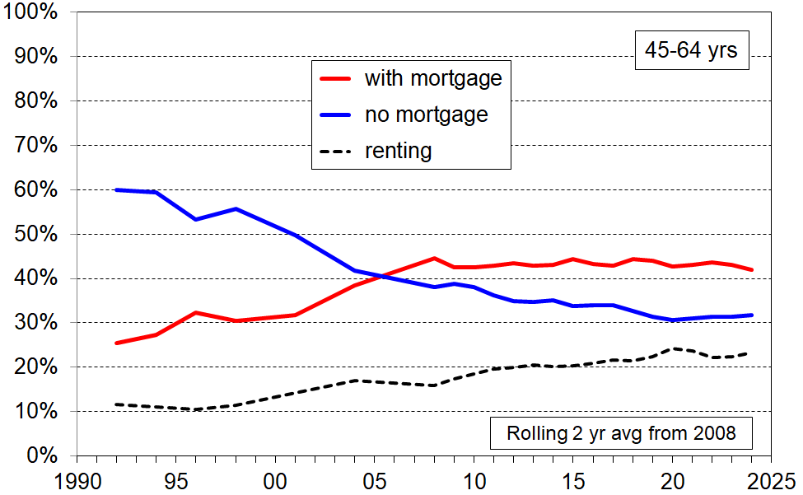 100%
90%
80%
70%
60%
50%
40%
30%
20%
10%
0%
45-64 yrs
with mortgage
no mortgage
renting
Rolling 2 yr avg from 2008
1990 95 00 05 10 15 20 2025